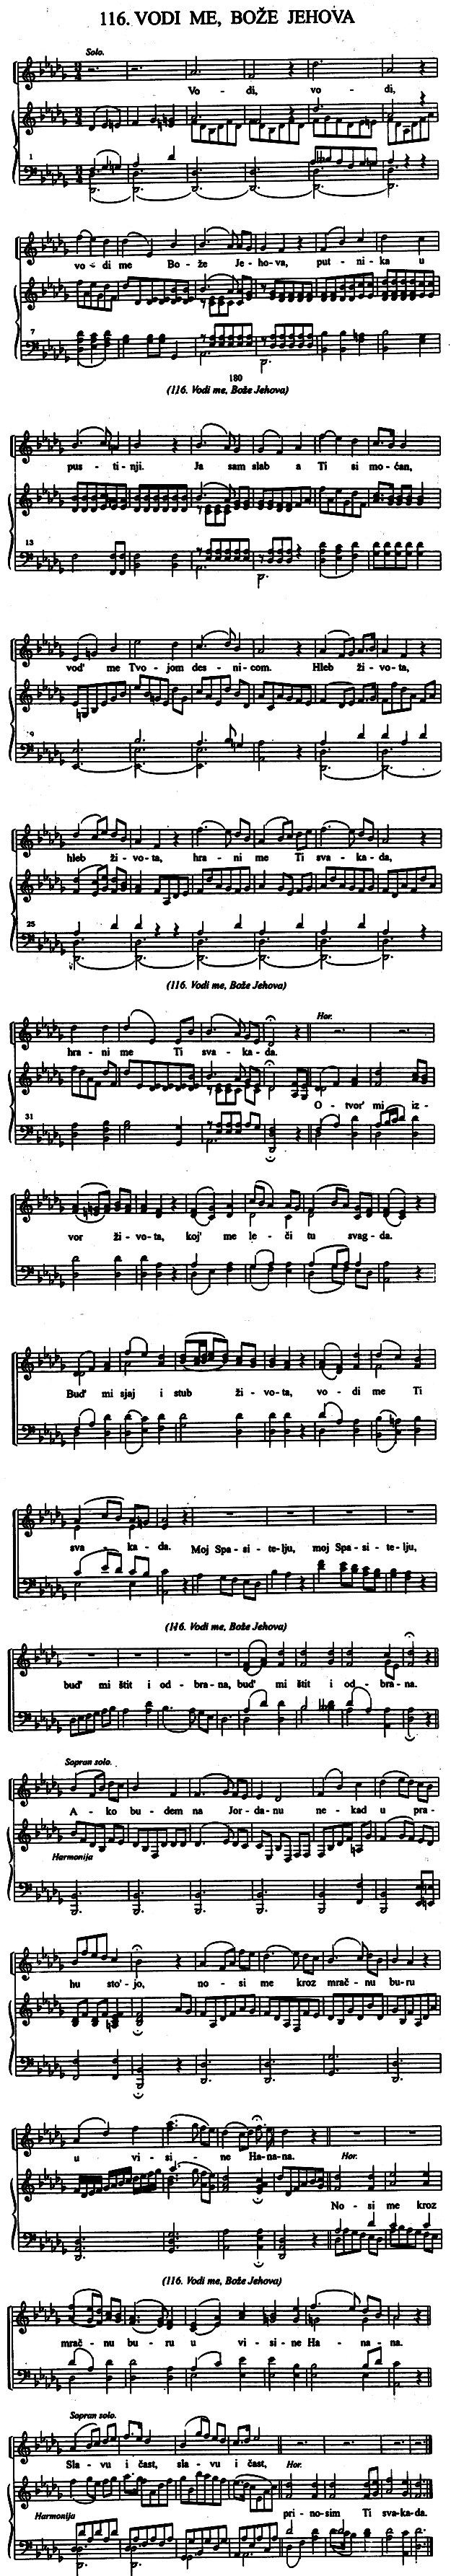 116. VODI ME, BOŽE JEHOVA
Solo.
Vo - di, vo - di,
1
vo - di me Bo - že Je - ho - va, put - ni - ka u
7
180
(116. Vodi me, Bože Jehova)
pus - ti - nji. Ja sam slab a Ti si mo - ćan,
13
vod' me Tvo - jom des - ni - com. Hleb ži - vo - ta,
19
hleb ži - vo - ta, hra - ni me Ti sva - ka - da,
25
(116. Vodi me, Bože Jehova)
Hor.
hra - ni me Ti sva - ka - da.
O - tvor' mi iz -
31
vor ži - vo - ta, koj' me le - či tu svag - da.
Bud' mi sjaj i stub ži - vo - ta, vo - di me Ti
sva - ka - da. Moj Spa - si - te - lju, moj Spa - si - te - lju,
(116. Vodi me, Bože Jehova)
bud' mi štit i od - bra - na, bud' mi štit i od - bra - na.
Sopran solo.
A - ko bu - dem na Jor - da - nu ne - kad u pra -
Harmonija
hu sto' - jo, no - si me kroz mrač - nu bu - ru
u vi - si ne Ha - na - na. Hor.
No - si me kroz
(116. Vodi me, Bože Jehova)
mrač - nu bu - ru u vi - si - ne Ha - na - na.
Sopran solo.
Sla - vu i čast, sla - vu i čast, Hor.
Harmonija pri - no - sim Ti sva - ka - da.